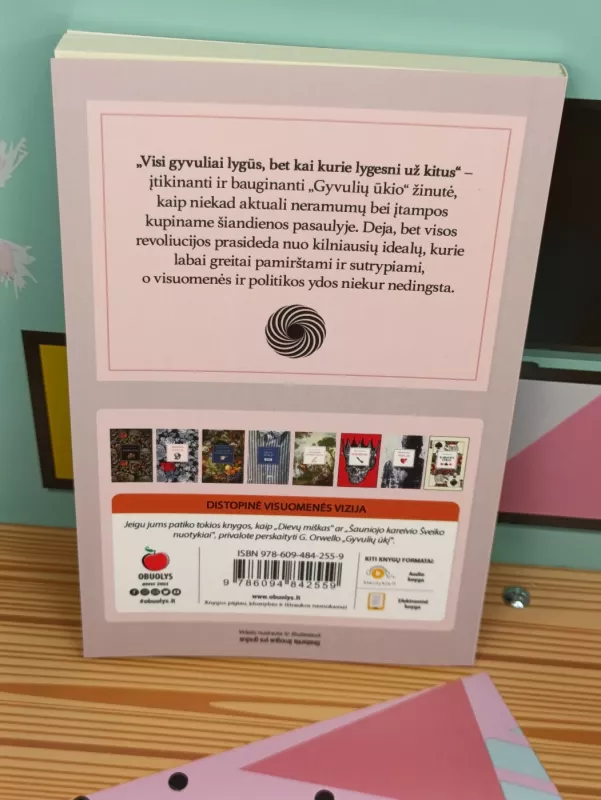 „Visi gyvuliai lygūs, bet kai kurie lygesni už kitus“ –
įtikinanti ir bauginanti „Gyvulių ūkio“ žinutė,
kaip niekad aktuali neramumų bei įtampos
kupiname šiandienos pasaulyje. Deja, bet visos
revoliucijos prasideda nuo kilniausių idealų, kurie
labai greitai pamirštami ir sutrypiami,
o visuomenės ir politikos ydos niekur nedingsta.
DISTOPINĖ VISUOMENĖS VIZIJA
Jeigu jums patiko tokios knygos, kaip „Dievų miškas“ ar „Šauniojo kareivio Šveiko
nuotykiai“, privalote perskaityti G. Orwello „Gyvulių ūkį“.
OBUOLYS
#obuolys.lt
ISBN 978-609-484-255-9
9 786094 842559
www.obuolys.lt
KITI KNYGŲ FORMATAI:
Audio
knyga
Elektroninė
knyga